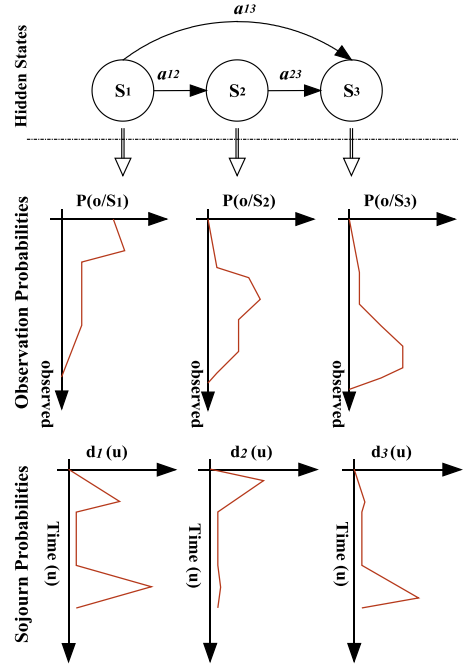 Hidden States
a13
a12
a23
S1
S2
S3
Observation Probabilities
P(o/S1)
P(o/S2)
P(o/S3)
observed
observed
observed
Sojourn Probabilities
d1 (u)
d2 (u)
d3 (u)
Time (u)
Time (u)
Time (u)